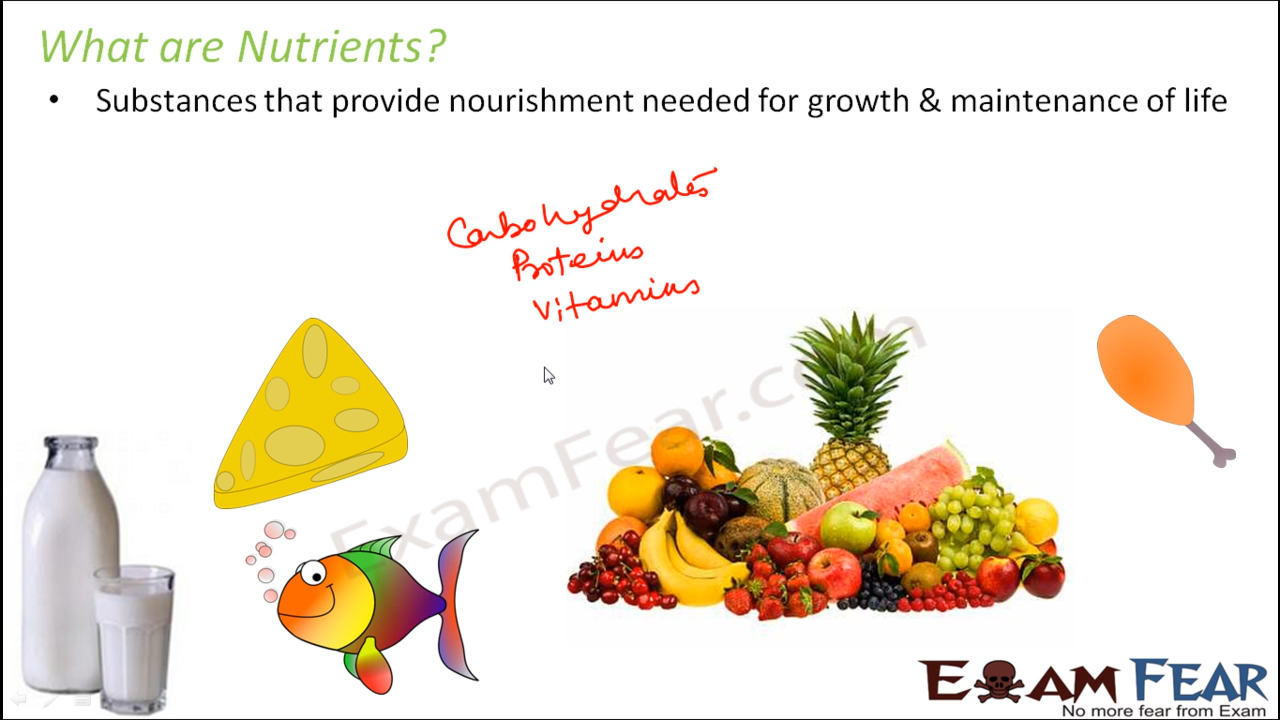 What are Nutrients?
• Substances that provide nourishment needed for growth & maintenance of life
Carbohydrates
Proteins
Vitamins
ExamFear.com
EXAM FEAR
No more fear from Exam